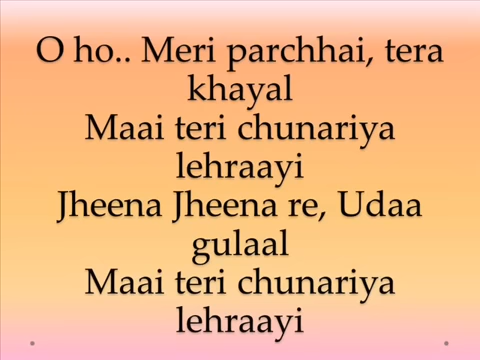 O ho.. Meri parchhai, tera
khayal
Maai teri chunariya
lehraayi
Jheena Jheena re, Udaa
gulaal
Maai teri chunariya
lehraayi